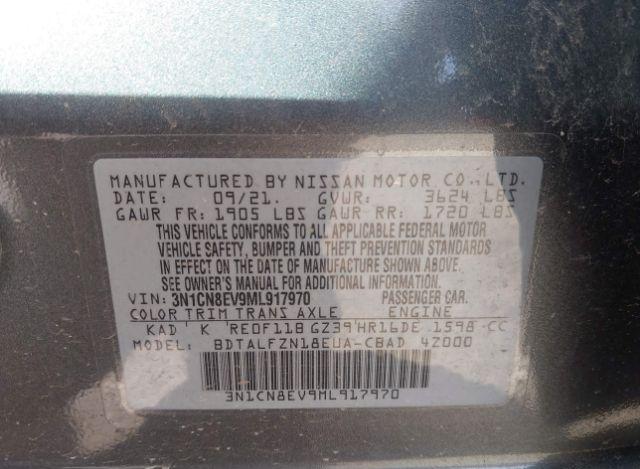 MANUFACTURED BY NISSAN MOTOR CO., LTD.
DATE: 09/21. GVWR: 3624 LBS
GAWR FR: 1905 LBS GAWR RR: 1720 LBS
THIS VEHICLE CONFORMS TO ALL APPLICABLE FEDERAL MOTOR
VEHICLE SAFETY, BUMPER AND THEFT PREVENTION STANDARDS
IN EFFECT ON THE DATE OF MANUFACTURE SHOWN ABOVE.
SEE OWNER'S MANUAL FOR ADDITIONAL INFORMATION.
VIN: 3N1CN8EV9ML917970 PASSENGER CAR.
COLOR TRIM TRANS AXLE ENGINE
KAD ' K 'RE0F11B GZ39'HR16DE 1598 CC
MODEL: BDTALFZN18EUA-CBAD 4Z000
3N1CN8EV9ML917970